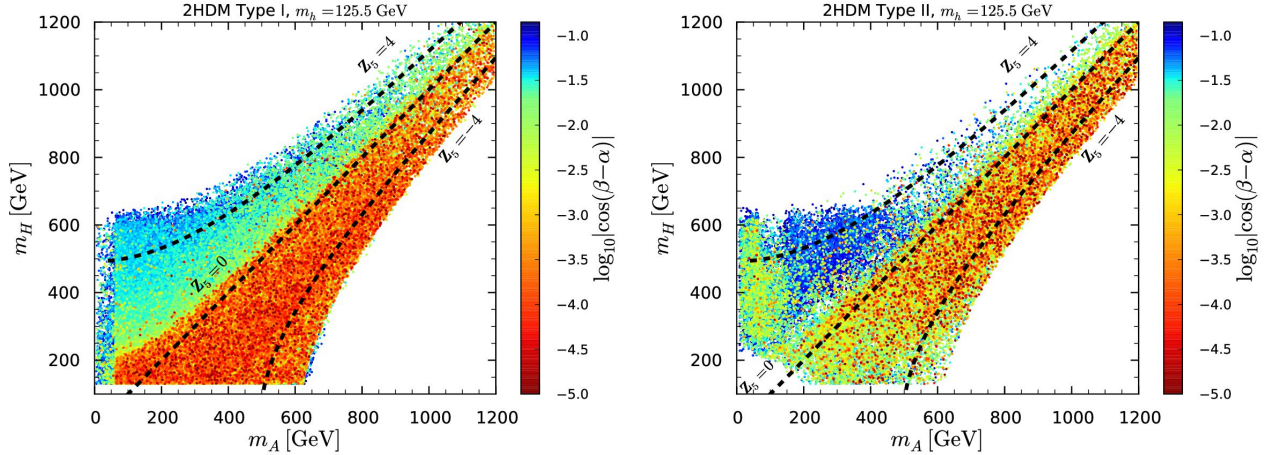 2HDM Type I, m_h = 125.5 GeV
1200
1000
800
600
400
200
m_H [GeV]
Z_5 = 4
Z_5 = 0
Z_5 = −4
0 200 400 600 800 1000 1200
m_A [GeV]
−1.0
−1.5
−2.0
−2.5
−3.0
−3.5
−4.0
−4.5
−5.0
log_10 |cos(β−α)|
2HDM Type II, m_h = 125.5 GeV
1200
1000
800
600
400
200
m_H [GeV]
Z_5 = 4
Z_5 = −4
Z_5 = 0
0 200 400 600 800 1000 1200
m_A [GeV]
−1.0
−1.5
−2.0
−2.5
−3.0
−3.5
−4.0
−4.5
−5.0
log_10 |cos(β−α)|